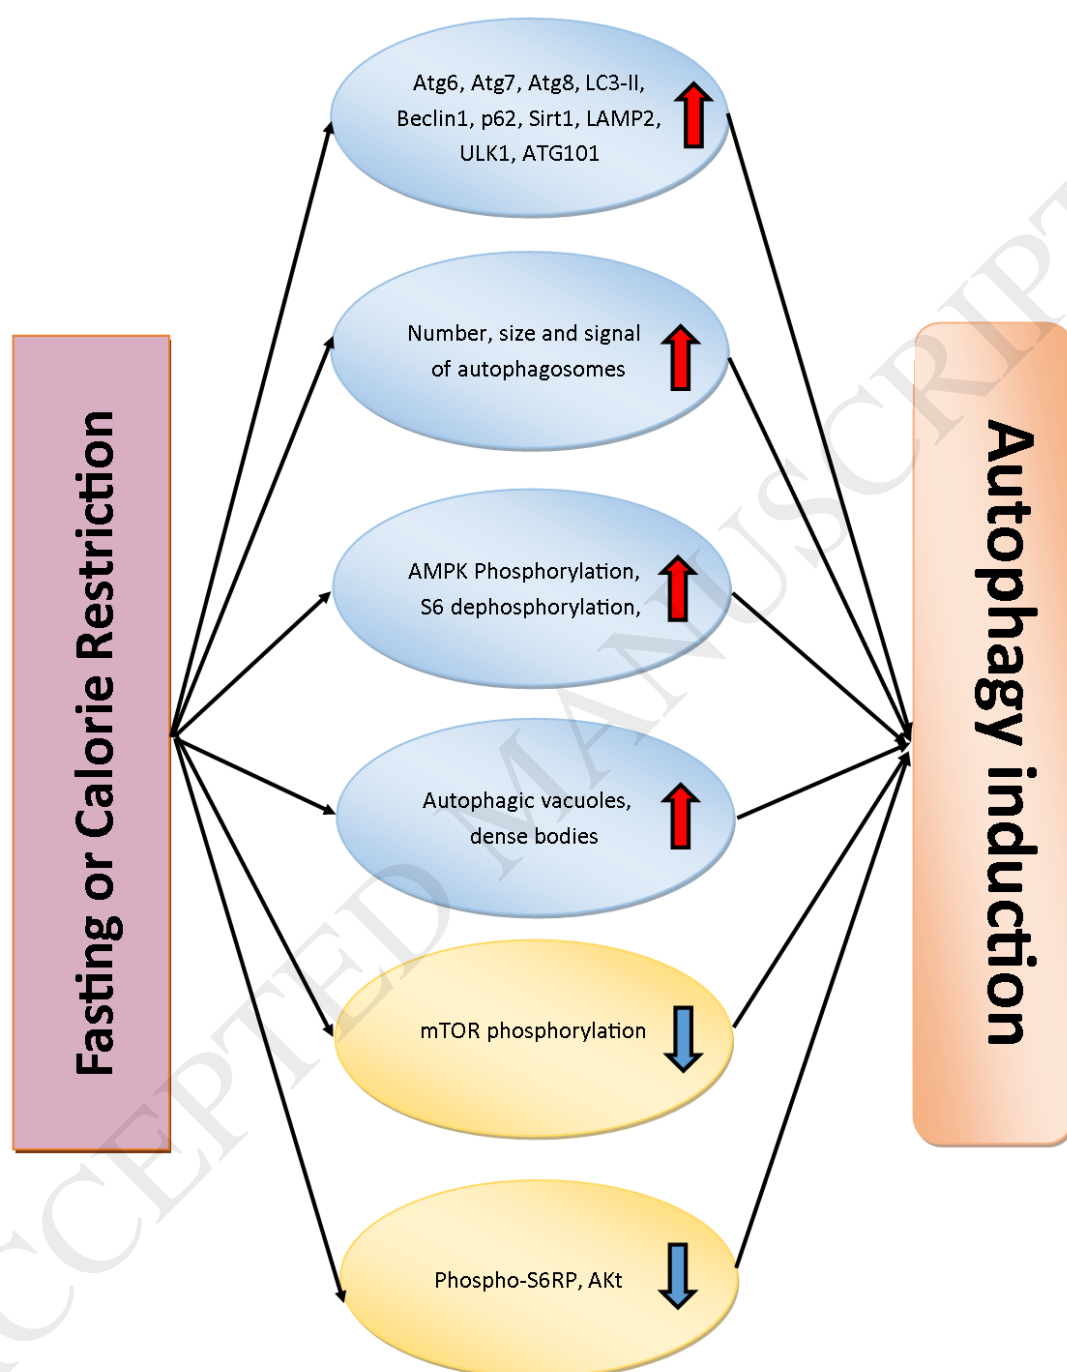 Atg6, Atg7, Atg8, LC3-II,
Beclin1, p62, Sirt1, LAMP2,
ULK1, ATG101
Number, size and signal
of autophagosomes
Fasting or Calorie Restriction
AMPK Phosphorylation,
S6 dephosphorylation,
Autophagy induction
Autophagic vacuoles,
dense bodies
mTOR phosphorylation
Phospho-S6RP, AKt
ACCEPTED MANUSCRIPT